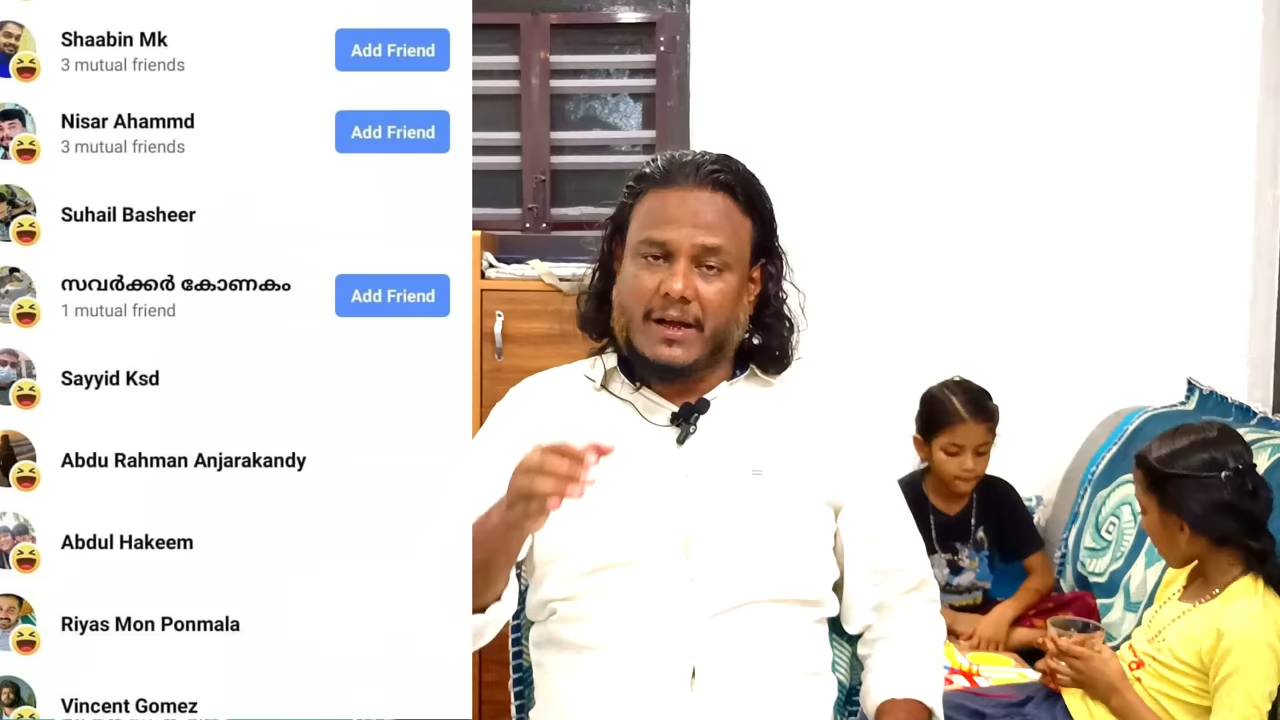 Shaabin Mk
3 mutual friends
Add Friend
Nisar Ahammd
3 mutual friends
Add Friend
Suhail Basheer
സവർക്കർ കോണകം
1 mutual friend
Add Friend
Sayyid Ksd
Abdu Rahman Anjarakandy
Abdul Hakeem
Riyas Mon Ponmala
Vincent Gomez